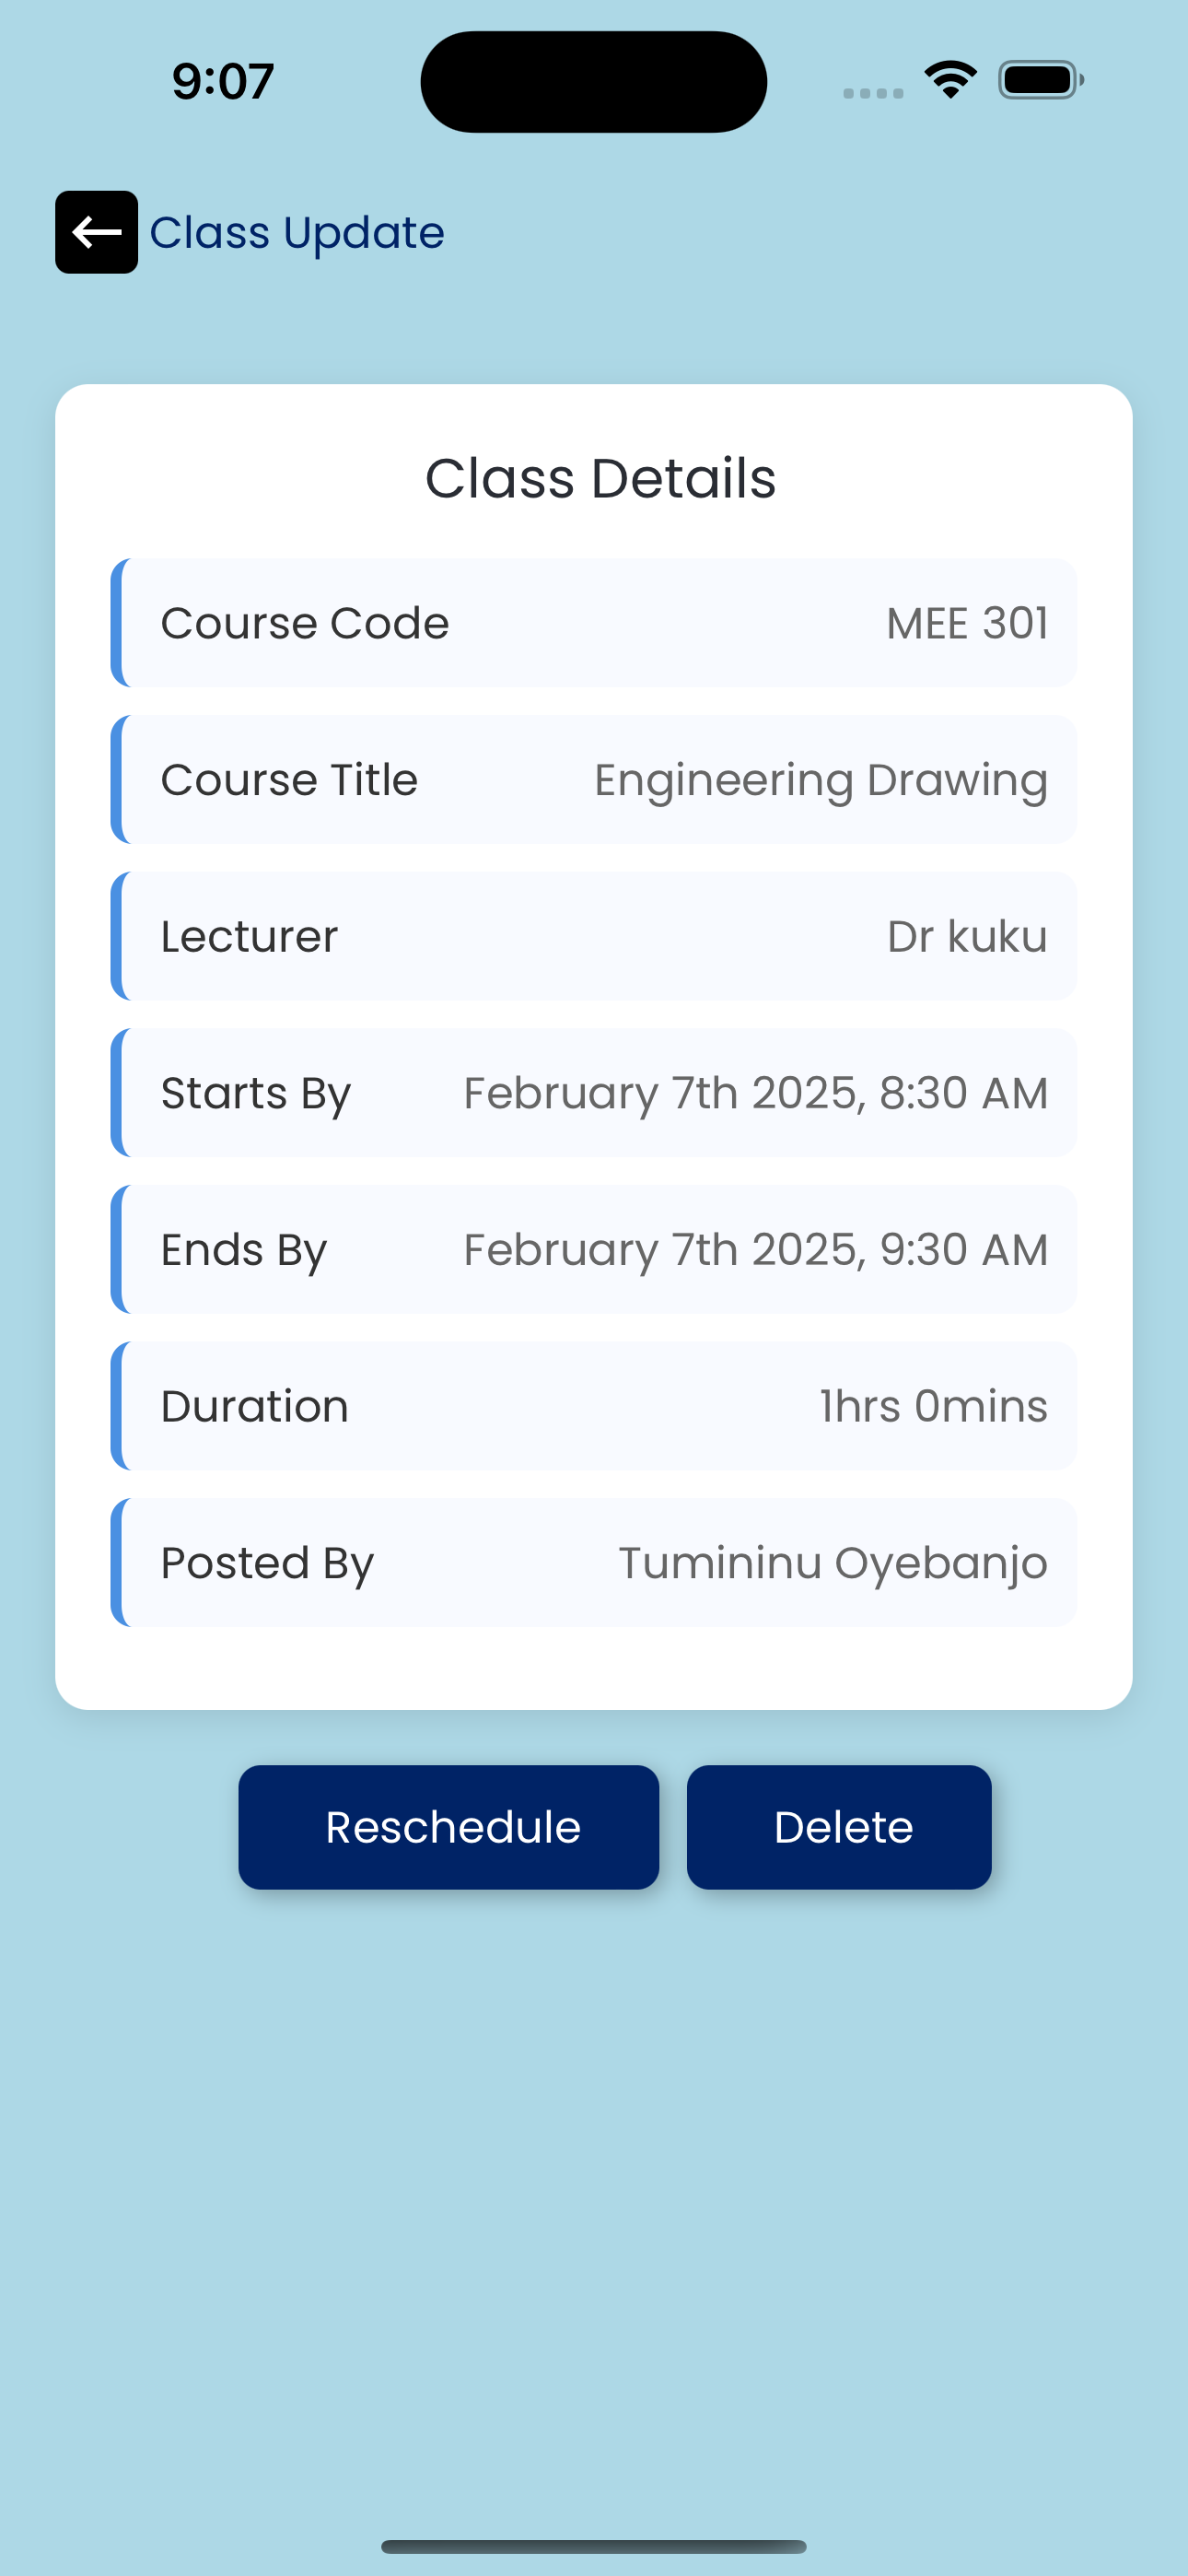 9:07
Class Update
Class Details
Course Code MEE 301
Course Title Engineering Drawing
Lecturer Dr kuku
Starts By February 7th 2025, 8:30 AM
Ends By February 7th 2025, 9:30 AM
Duration 1hrs 0mins
Posted By Tumininu Oyebanjo
Reschedule Delete